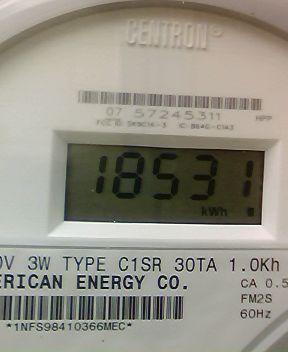 CENTRON®
07 57245311 HPP
18531
kWh
0V 3W TYPE C1SR 30TA 1.0Kh
ERICAN ENERGY CO.
CA 0.5
FM2S
*1NFS98410366MEC*
60Hz